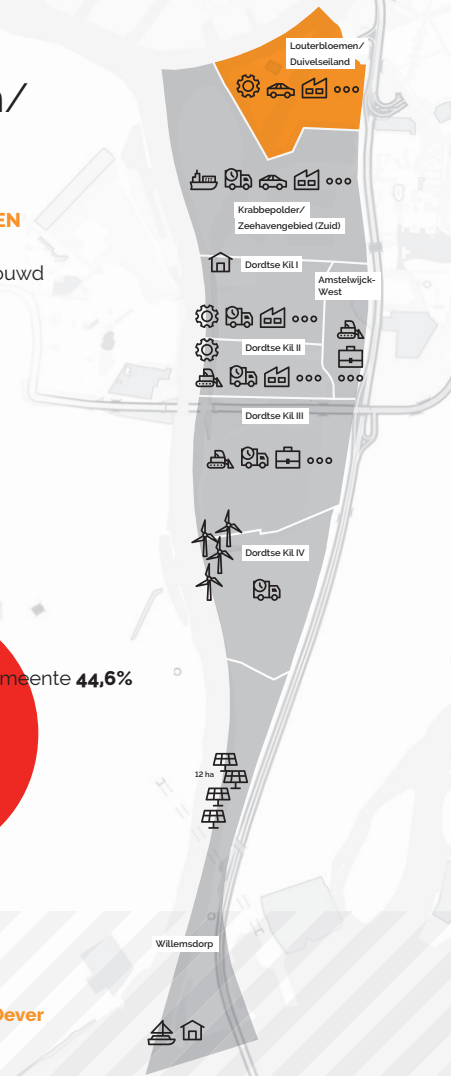 Louterbloemen/
Duivelseiland
/
EN
ouwd
Krabbepolder/
Zeehavengebied (Zuid)
Dordtse Kil I
Amstelwijck-
West
Dordtse Kil II
Dordtse Kil III
Dordtse Kil IV
meente 44,6%
12 ha
Willemsdorp
Oever